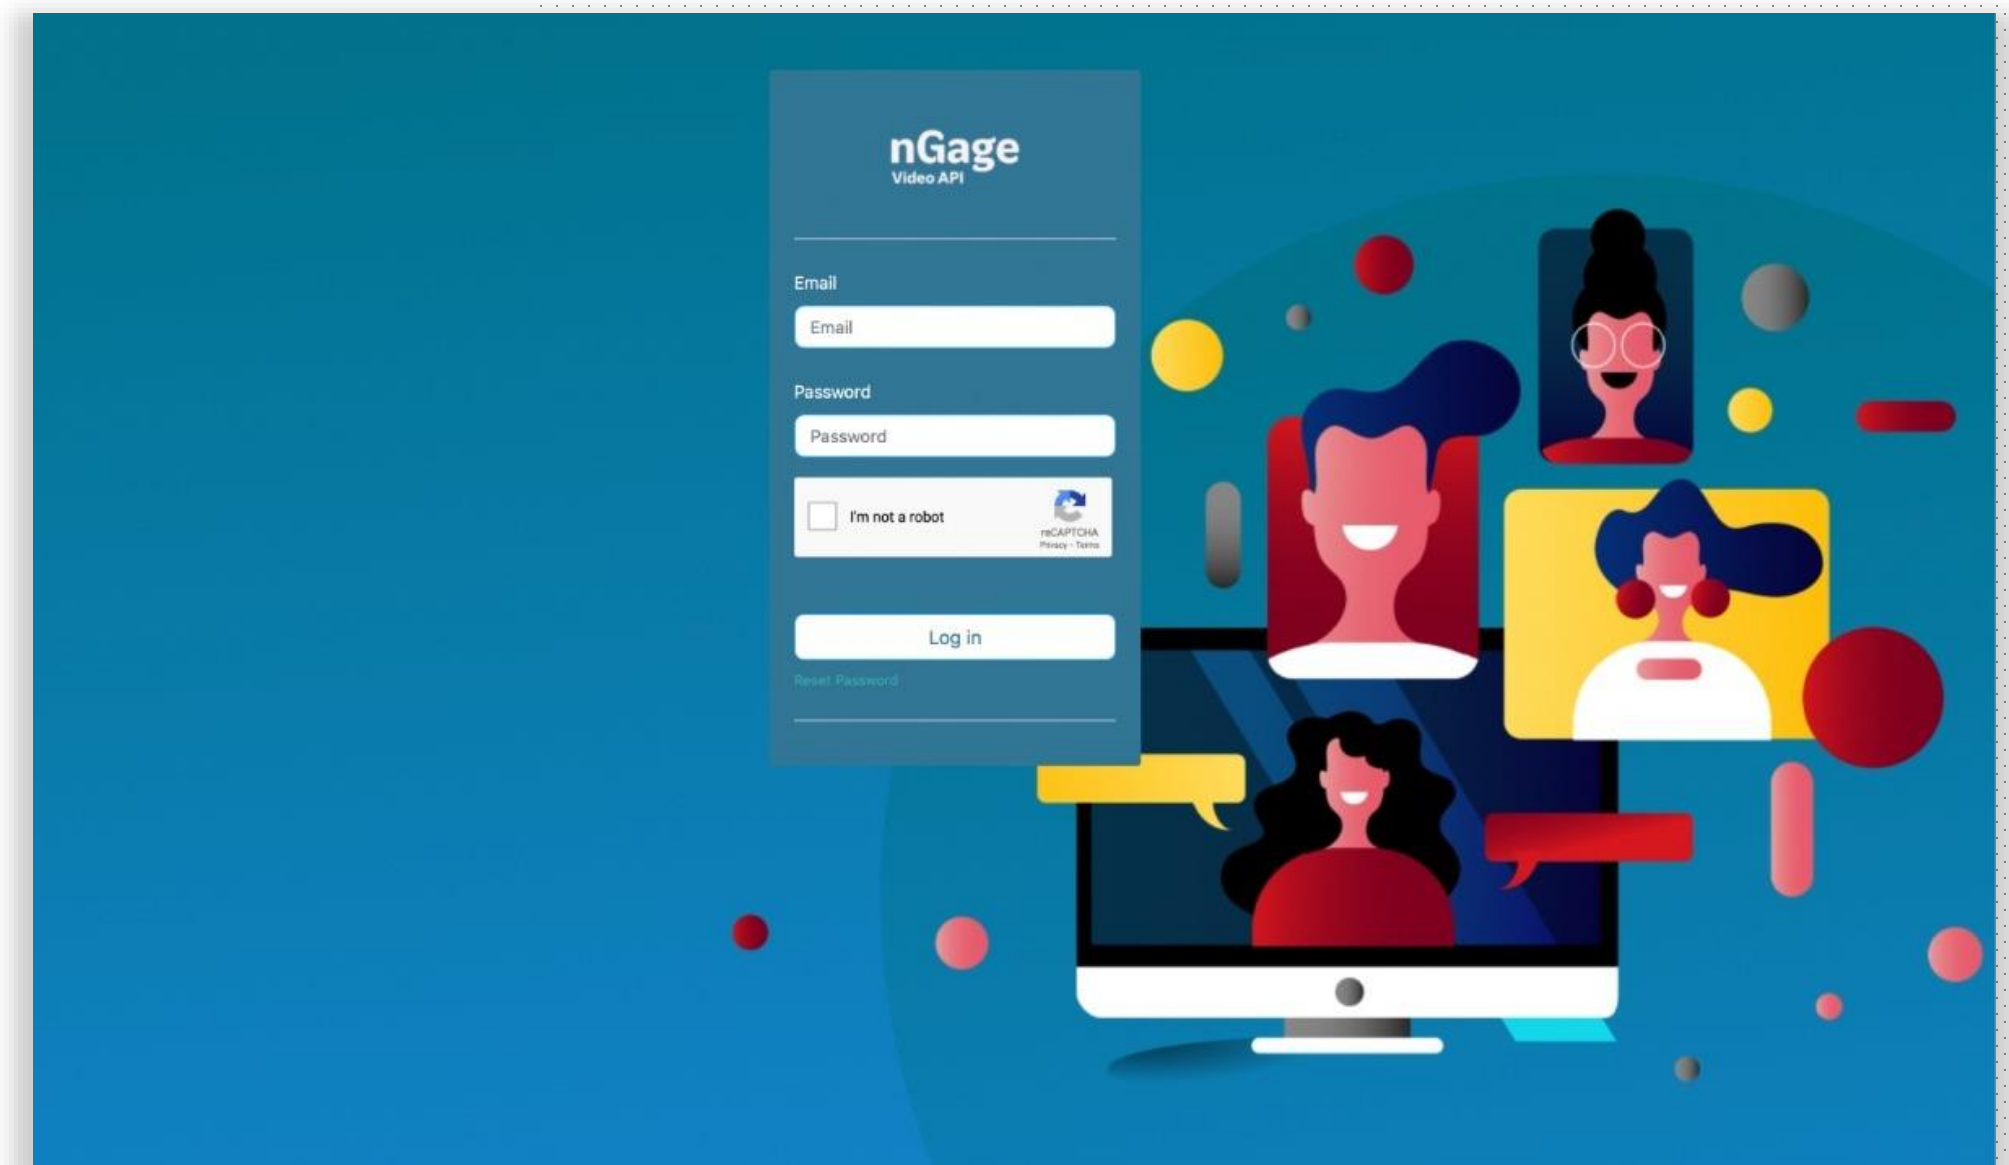 nGage
Video API
Email
Email
Password
Password
I'm not a robot
reCAPTCHA
Privacy - Terms
Log in
Reset Password